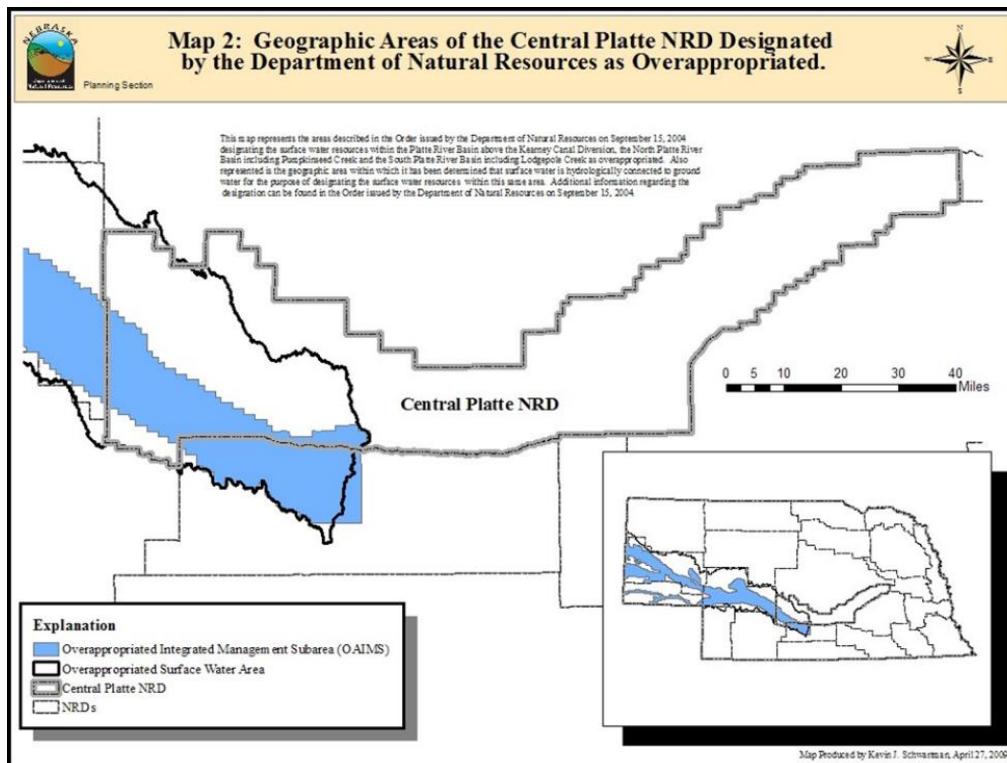 NEBRASKA
Planning Section
Map 2: Geographic Areas of the Central Platte NRD Designated
by the Department of Natural Resources as Overappropriated.
N
W
E
S
This map represents the areas described in the Order issued by the Department of Natural Resources on September 15, 2004
designating the surface water resources within the Platte River Basin above the Kearney Canal Diversion, the North Platte River
Basin including Pumpkinseed Creek and the South Platte River Basin including Lodgepole Creek as overappropriated. Also
represented is the geographic area within which it has been determined that surface water is hydrologically connected to ground
water for the purpose of designating the surface water resources within this same area. Additional information regarding the
designation can be found in the Order issued by the Department of Natural Resources on September 15, 2004.
0 5 10 20 30 40
Miles
Central Platte NRD
Explanation
Overappropriated Integrated Management Subarea (OAIMS)
Overappropriated Surface Water Area
Central Platte NRD
NRDs
Map Produced by Kevin J. Schwartman, April 27, 2009